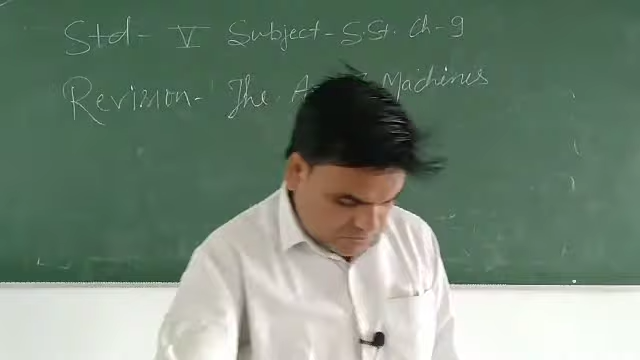 Std- V Subject- S.St. Ch-9
Revision- The Machines